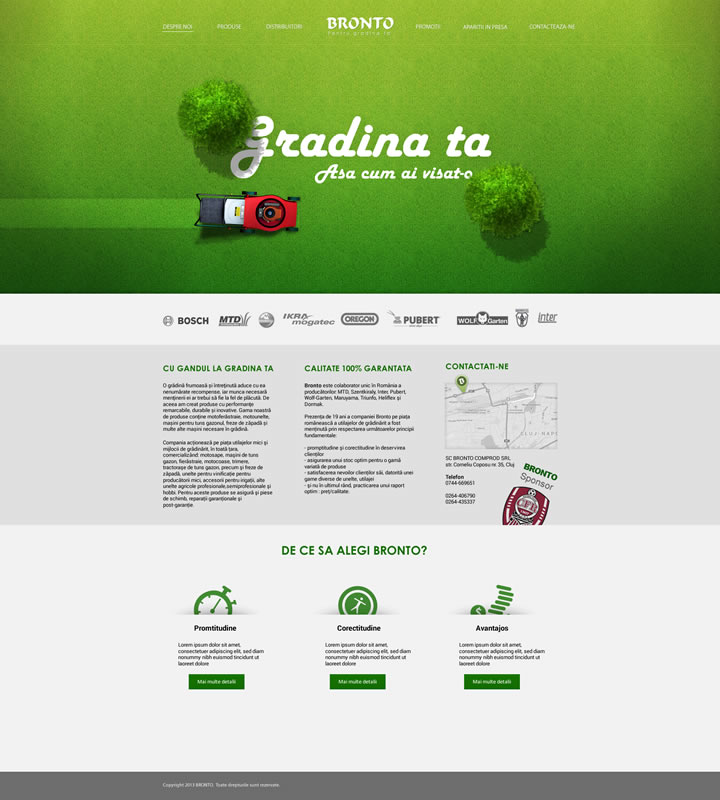 DESPRE NOI PRODUSE DISTRIBUITORI BRONTO PROMOTII APARITII IN PRESA CONTACTEAZA-NE
Pentru gradina ta
Gradina ta
Asa cum ai visat-o
BOSCH MTD IKRA mogatec OREGON PUBERT WOLF Garten inter
CU GANDUL LA GRADINA TA
O grădină frumoasă și întreținută aduce cu ea
nenumărate recompense, iar munca necesară
menținerii ei ar trebui să fie la fel de plăcută. De
aceea am creat produse cu performanțe
remarcabile, durabile și inovative. Gama noastră
de produse conține motofierăstraie, motounelte,
mașini pentru tuns gazonul, freze de zăpadă și
multe alte mașini necesare în grădină.
Compania acționează pe piața utilajelor mici și
mijlocii de grădinărit, în toată țara,
comercializând: motosape, mașini de tuns
gazon, fierăstraie, motocoase, trimere,
tractorașe de tuns gazon, precum și freze de
zăpadă, unelte pentru vinificație pentru
producători mici, accesorii pentru irigații, alte
unelte agricole profesionale,semiprofesionale și
hobbi. Pentru aceste produse se asigură și piese
de schimb, reparații garanționale și
post-garanție.
CALITATE 100% GARANTATA
Bronto este colaborator unic în România a
producătorilor MTD, Szentkiraly, Inter, Pubert,
Wolf-Garten, Maruyama, Triunfo, Heliflex și
Dormak.
Prezența de 19 ani a companiei Bronto pe piața
românească a utilajelor de grădinărit a fost
menținută prin respectarea următoarelor principii
fundamentale:
- promptitudine și corectitudine în deservirea
clienților
- asigurarea unui stoc optim pentru o gamă
variată de produse
- satisfacerea nevoilor clienților săi, datorită unei
game diverse de unelte, utilajei
- și nu în ultimul rând, practicarea unui raport
optim : preț/calitate.
CONTACTATI-NE
B
CLUJ-NAPO
SC BRONTO COMPROD SRL
str. Corneliu Coposu nr. 35, Cluj
Telefon
0744-669651
0264-406790
0264-435337
BRONTO
Sponsor
CFR
DE CE SA ALEGI BRONTO?
$
Promtitudine
Lorem ipsum dolor sit amet,
consectetuer adipiscing elit, sed diam
nonummy nibh euismod tincidunt ut
laoreet dolore
Mai multe detalii
Corectitudine
Lorem ipsum dolor sit amet,
consectetuer adipiscing elit, sed diam
nonummy nibh euismod tincidunt ut
laoreet dolore
Mai multe detalii
Avantajos
Lorem ipsum dolor sit amet,
consectetuer adipiscing elit, sed diam
nonummy nibh euismod tincidunt ut
laoreet dolore
Mai multe detalii
Copyright 2013 BRONTO. Toate drepturile sunt rezervate.